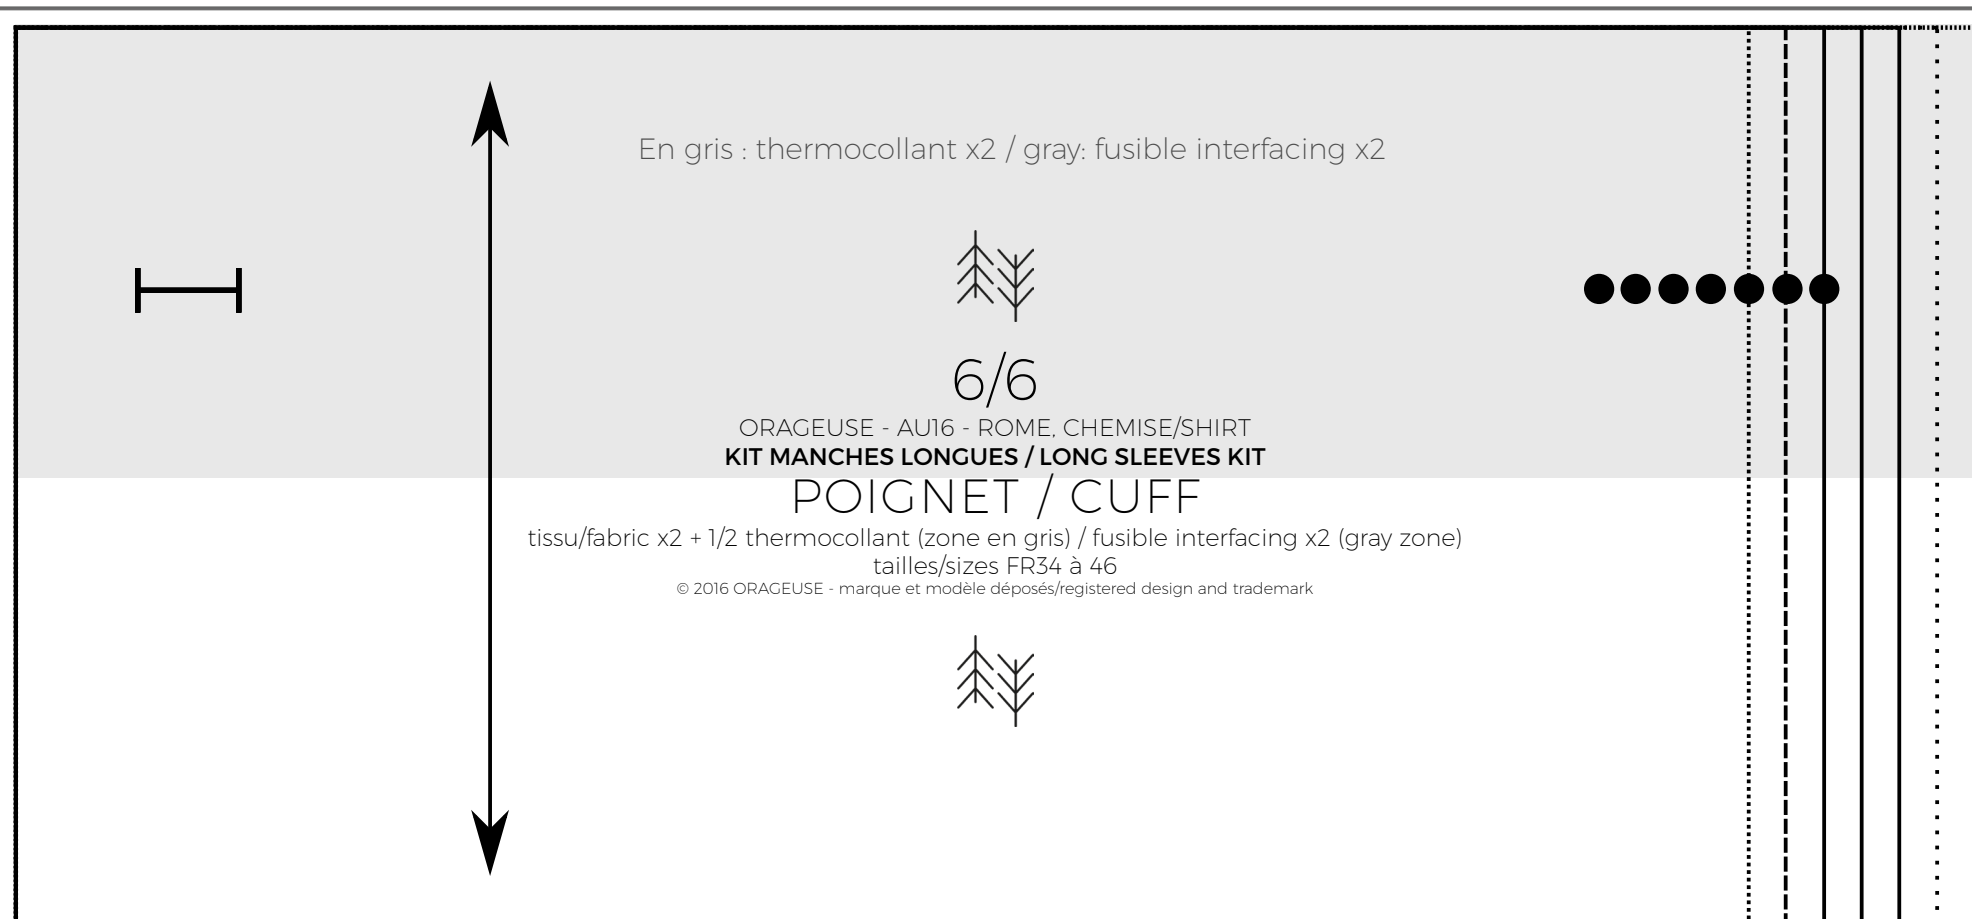 En gris : thermocollant x2 / gray: fusible interfacing x2
6/6
ORAGEUSE - AU16 - ROME, CHEMISE/SHIRT
KIT MANCHES LONGUES / LONG SLEEVES KIT
POIGNET / CUFF
tissu/fabric x2 + 1/2 thermocollant (zone en gris) / fusible interfacing x2 (gray zone)
tailles/sizes FR34 à 46
© 2016 ORAGEUSE - marque et modèle déposés/registered design and trademark